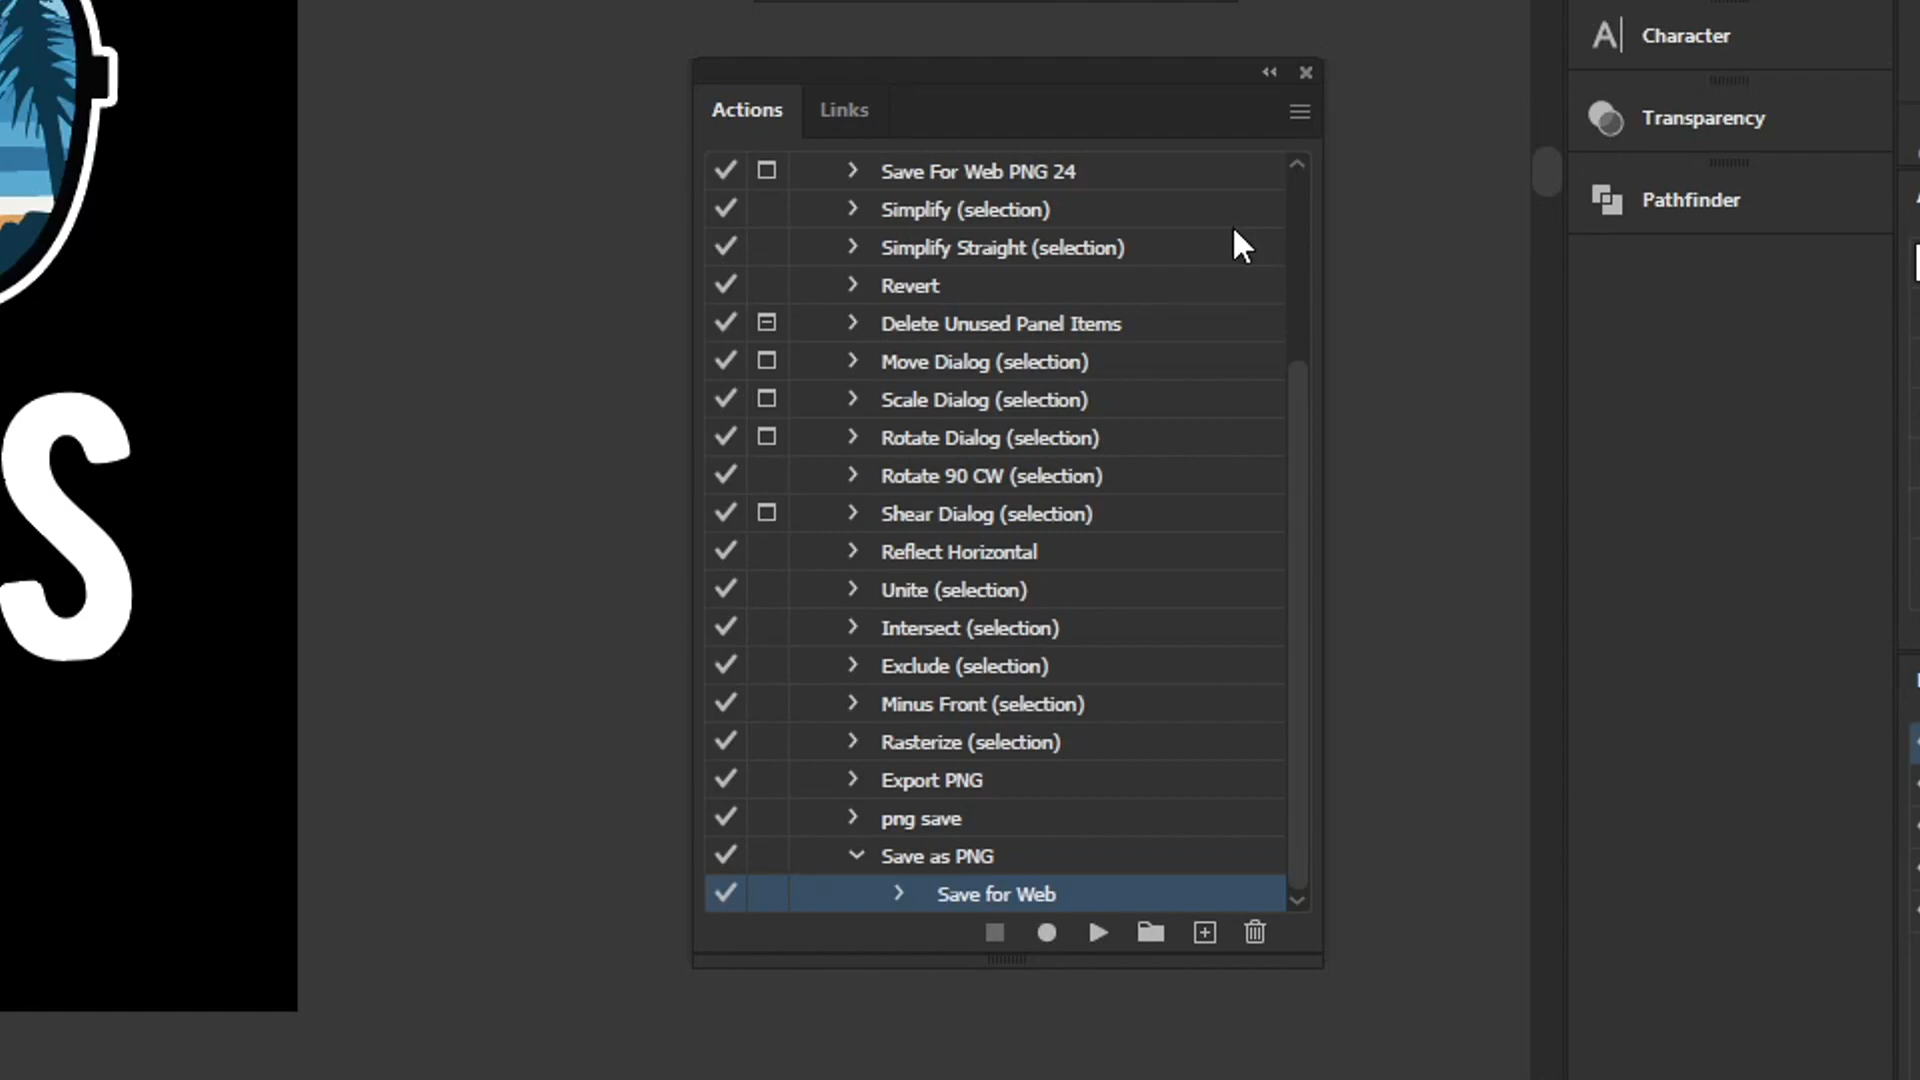 Character
Actions
Links
Transparency
Save For Web PNG 24
Simplify (selection)
Pathfinder
Simplify Straight (selection)
Revert
Delete Unused Panel Items
Move Dialog (selection)
Scale Dialog (selection)
Rotate Dialog (selection)
Rotate 90 CW (selection)
Shear Dialog (selection)
Reflect Horizontal
S
Unite (selection)
Intersect (selection)
Exclude (selection)
Minus Front (selection)
Rasterize (selection)
Export PNG
png save
Save as PNG
Save for Web